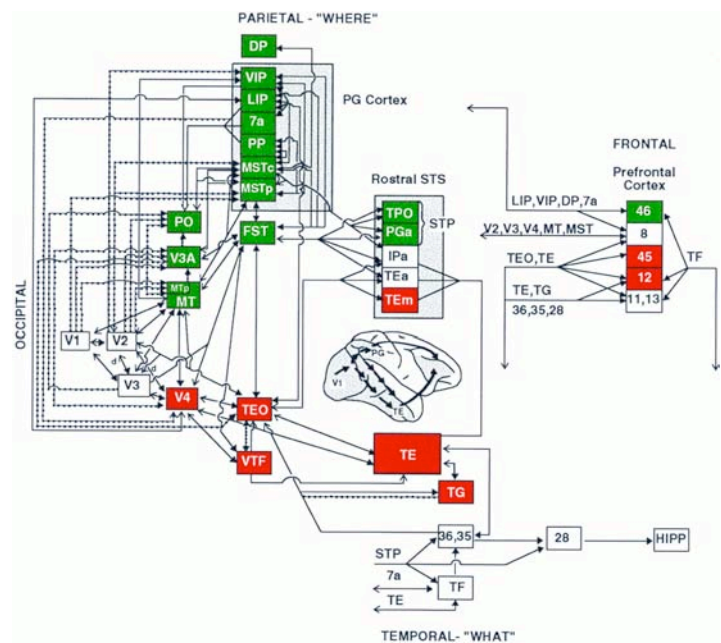 PARIETAL - "WHERE"
DP
VIP
LIP
7a
PP
MSTc
MSTp
PG Cortex
FRONTAL
Prefrontal
Cortex
LIP,VIP,DP,7a
46
V2,V3,V4,MT,MST
8
TEO,TE
45
TF
TE,TG
12
36,35,28
11,13
Rostral STS
TPO
STP
PGa
IPa
TEa
TEm
PO
FST
V3A
MTp
MT
OCCIPITAL
V1
V2
d
d
V3
V4
TEO
VTF
PG
V1
TE
TE
TG
36,35
28
HIPP
STP
7a
TF
TE
TEMPORAL- "WHAT"